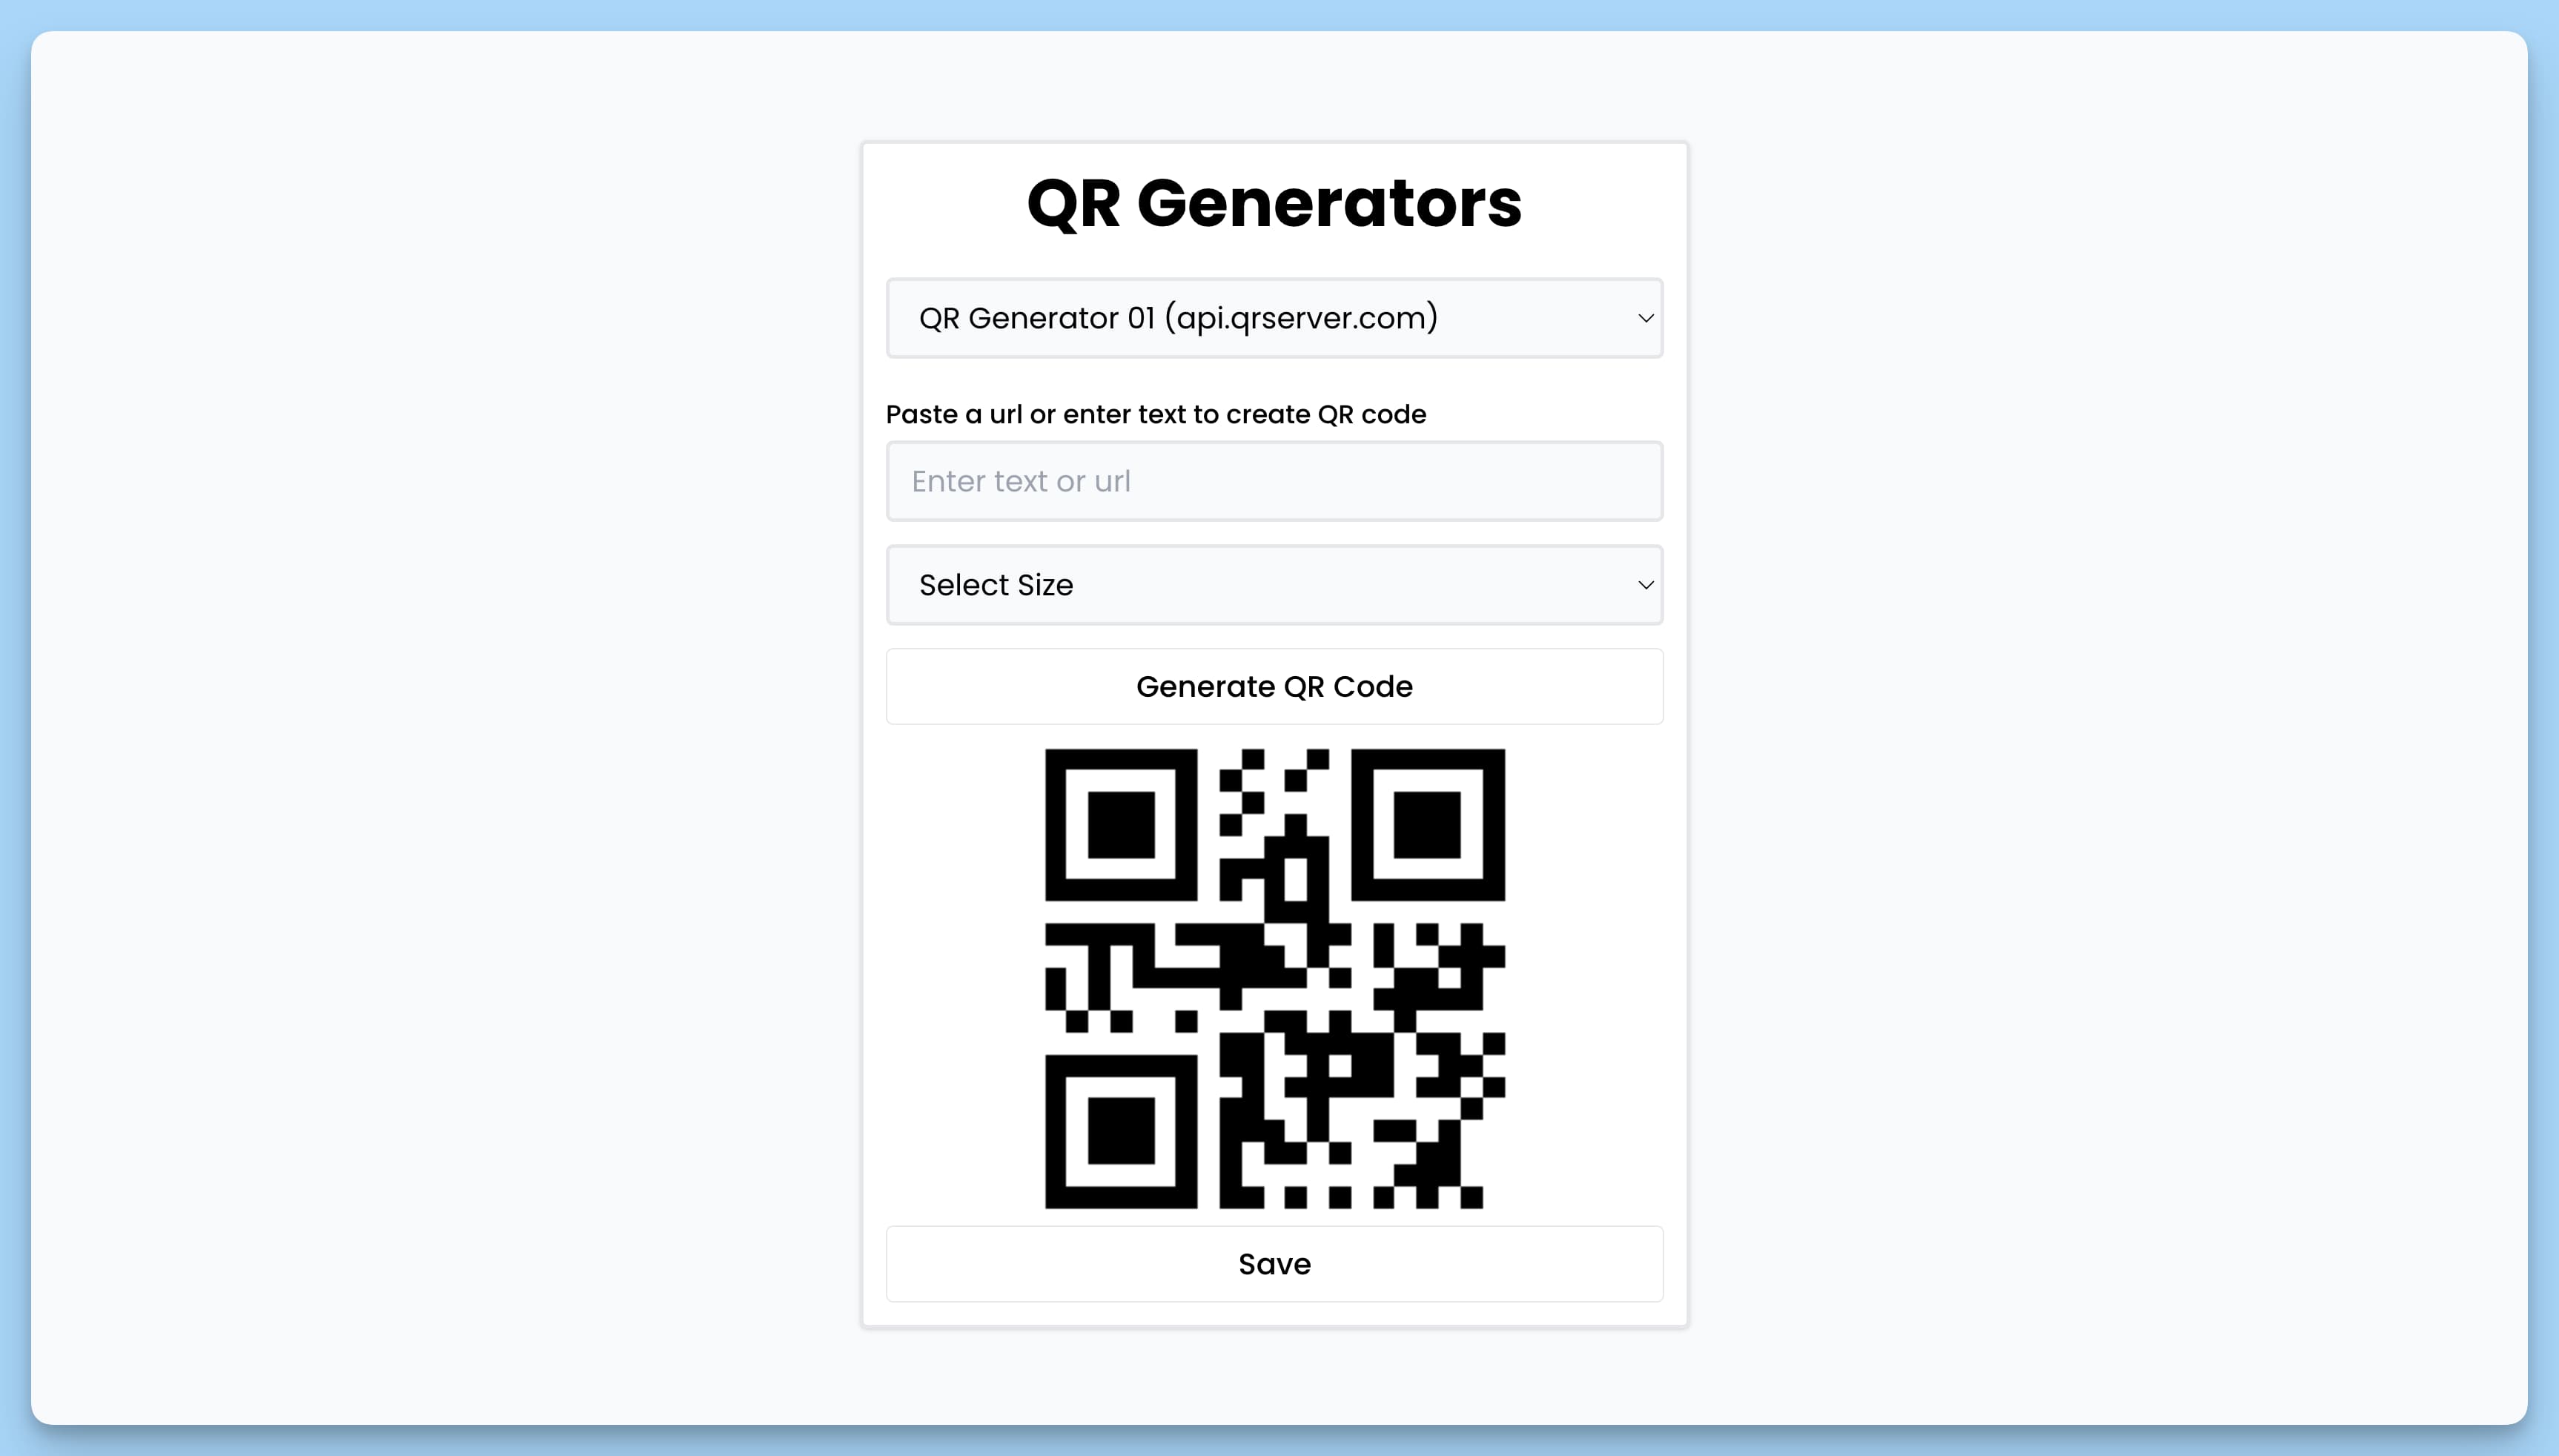 QR Generators
QR Generator 01 (api.qrserver.com)
Paste a url or enter text to create QR code
Enter text or url
Select Size
Generate QR Code
Save